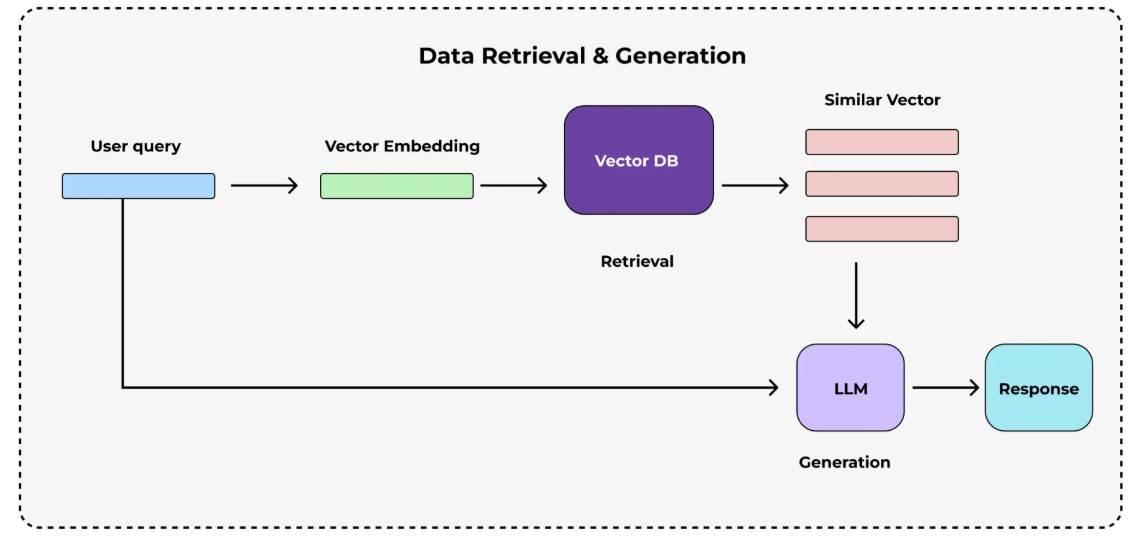 Data Retrieval & Generation
User query
Vector Embedding
Vector DB
Similar Vector
Retrieval
LLM
Response
Generation